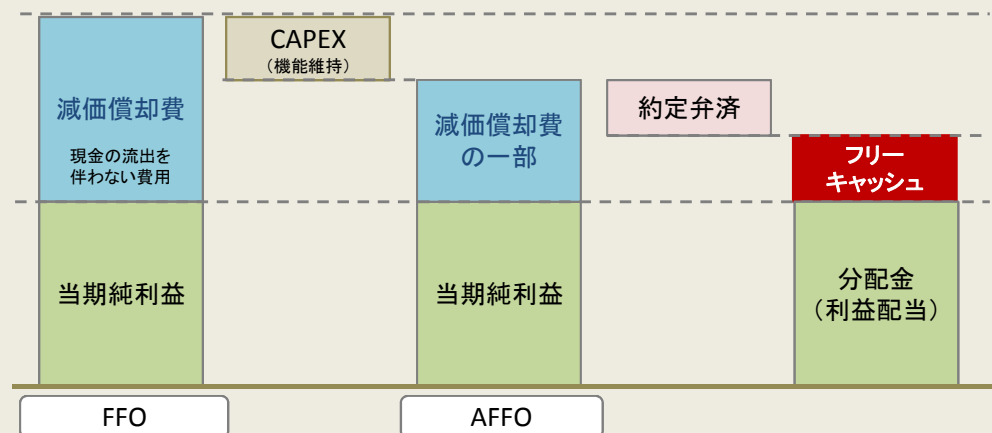 減価償却費
現金の流出を
伴わない費用
当期純利益
FFO
CAPEX
（機能維持）
減価償却費
の一部
当期純利益
AFFO
約定弁済
フリー
キャッシュ
分配金
（利益配当）